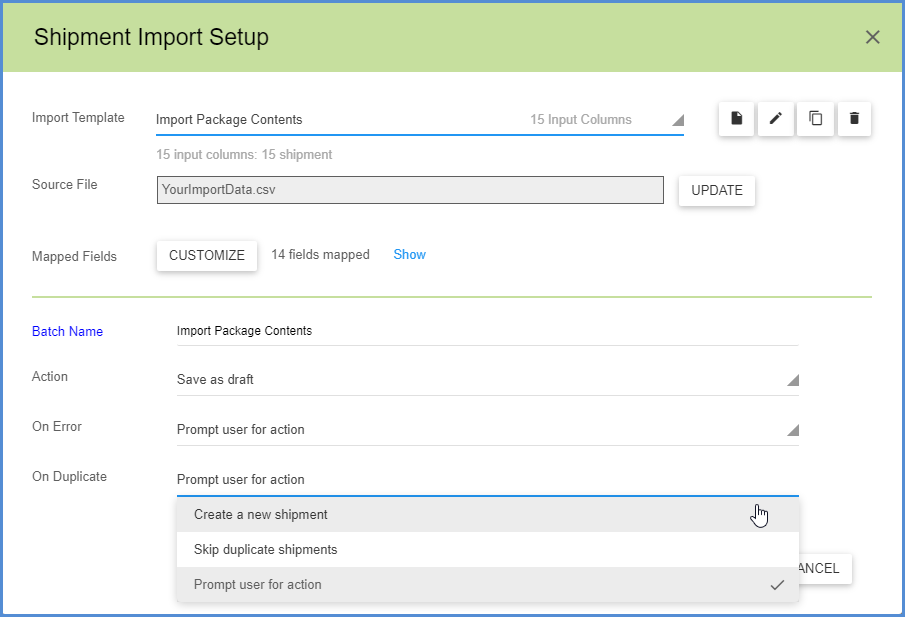 Shipment Import Setup
Import Template Import Package Contents 15 Input Columns
15 input columns: 15 shipment
Source File YourImportData.csv UPDATE
Mapped Fields CUSTOMIZE 14 fields mapped Show
Batch Name Import Package Contents
Action Save as draft
On Error Prompt user for action
On Duplicate Prompt user for action
Create a new shipment
Skip duplicate shipments
ANCEL
Prompt user for action